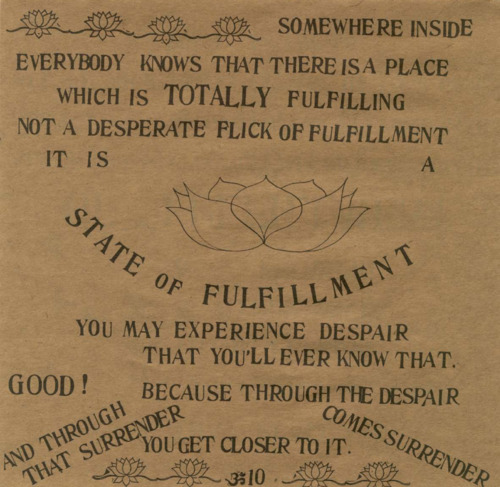 SOMEWHERE INSIDE
EVERYBODY KNOWS THAT THERE IS A PLACE
WHICH IS TOTALLY FULFILLING
NOT A DESPERATE FLICK OF FULFILLMENT
IT IS A
STATE OF FULFILLMENT
YOU MAY EXPERIENCE DESPAIR
THAT YOU'LL EVER KNOW THAT.
GOOD! BECAUSE THROUGH THE DESPAIR
COMES SURRENDER
AND THROUGH
THAT SURRENDER
YOU GET CLOSER TO IT.
ॐ10